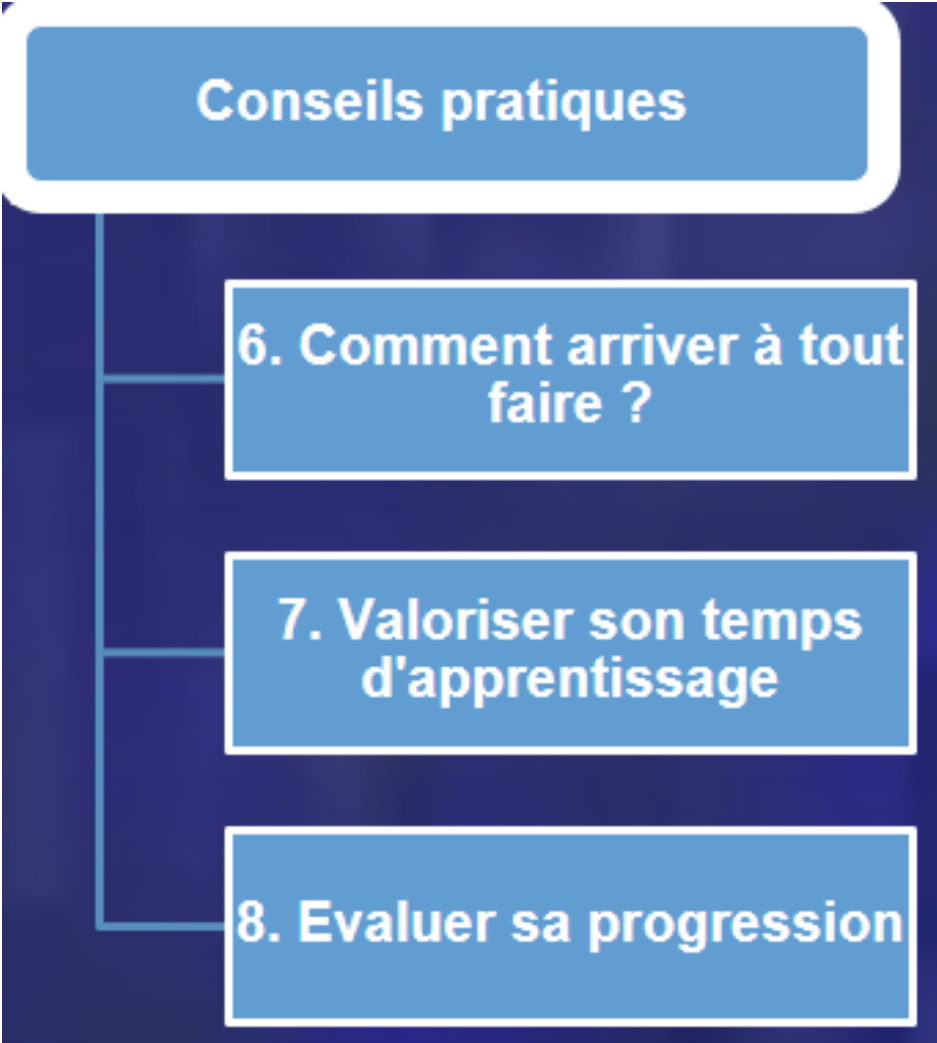 Conseils pratiques
6. Comment arriver à tout
faire ?
7. Valoriser son temps
d'apprentissage
8. Evaluer sa progression